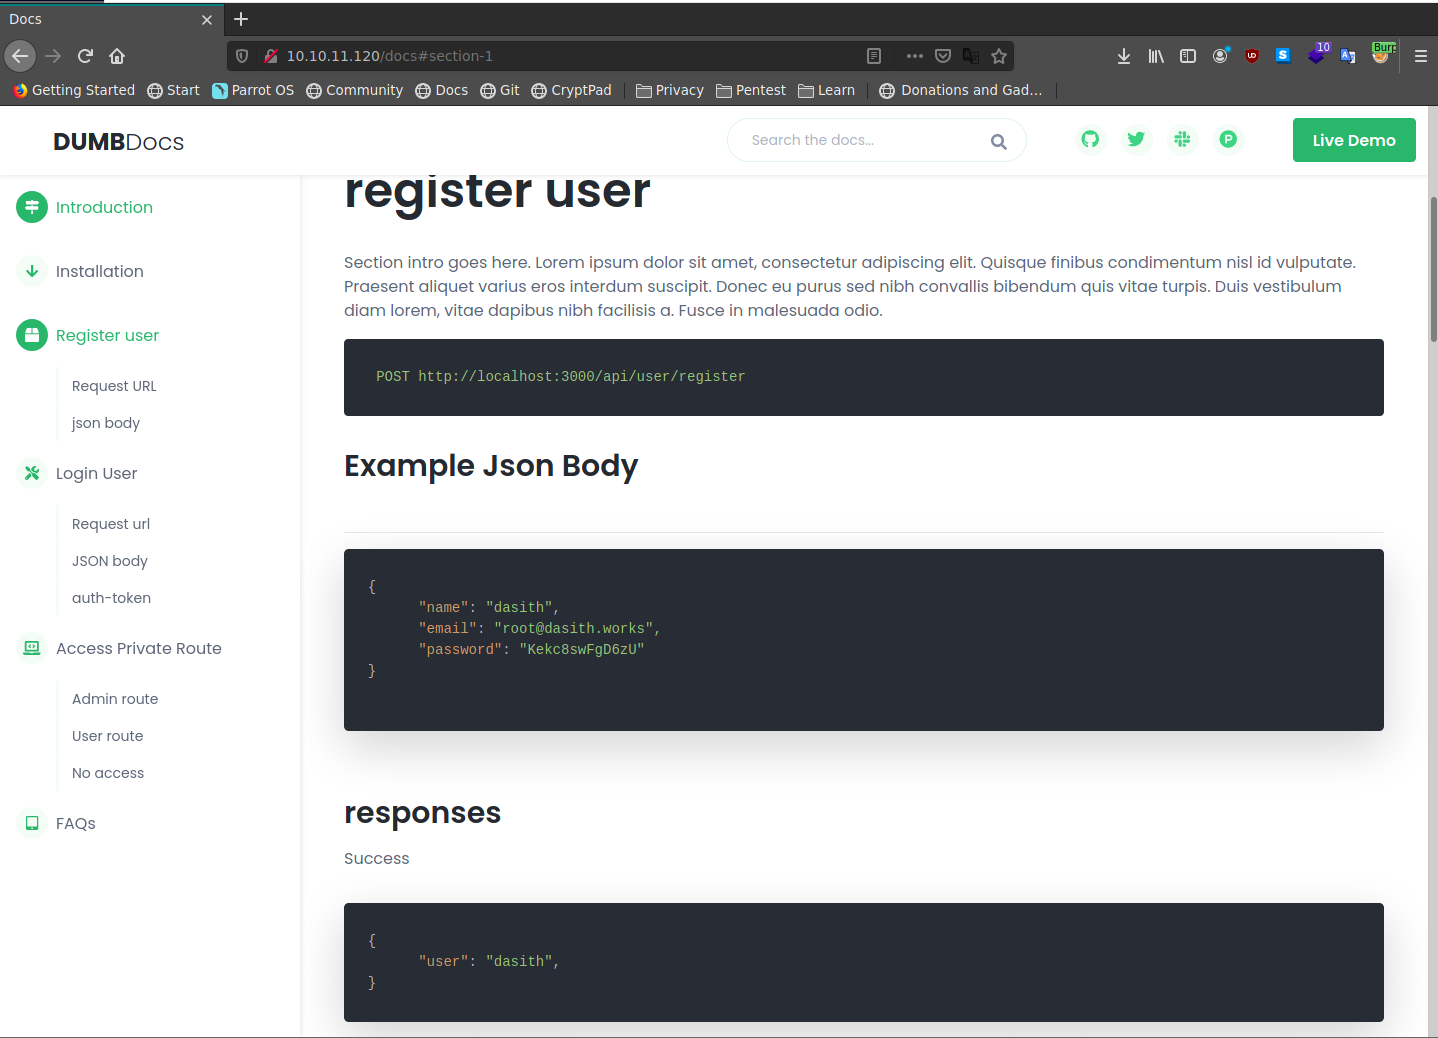 Docs
10.10.11.120/docs#section-1
10
Burp
Getting Started Start Parrot OS Community Docs Git CryptPad Privacy Pentest Learn Donations and Gad...
DUMBDocs
Search the docs...
Live Demo
Introduction
Installation
Register user
Request URL
json body
Login User
Request url
JSON body
auth-token
Access Private Route
Admin route
User route
No access
FAQs
register user
Section intro goes here. Lorem ipsum dolor sit amet, consectetur adipiscing elit. Quisque finibus condimentum nisl id vulputate.
Praesent aliquet varius eros interdum suscipit. Donec eu purus sed nibh convallis bibendum quis vitae turpis. Duis vestibulum
diam lorem, vitae dapibus nibh facilisis a. Fusce in malesuada odio.
POST http://localhost:3000/api/user/register
Example Json Body
{
"name": "dasith",
"email": "root@dasith.works",
"password": "Kekc8swFgD6zU"
}
responses
Success
{
"user": "dasith",
}